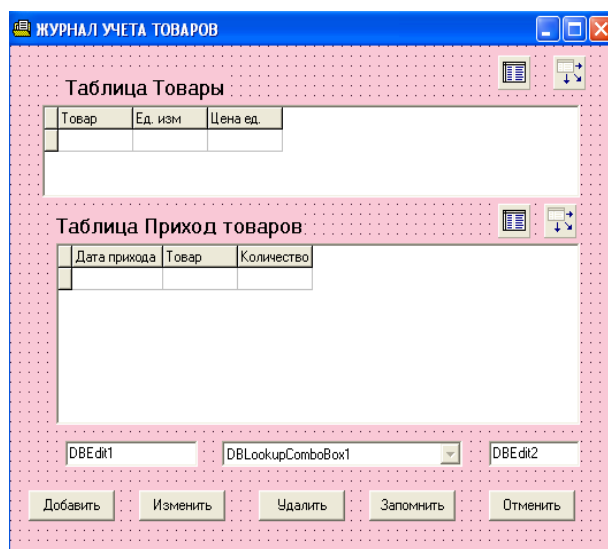 ЖУРНАЛ УЧЕТА ТОВАРОВ
Таблица Товары
Товар Ед. изм Цена ед.
Таблица Приход товаров
Дата прихода Товар Количество
DBEdit1 DBLookupComboBox1 DBEdit2
Добавить Изменить Удалить Запомнить Отменить